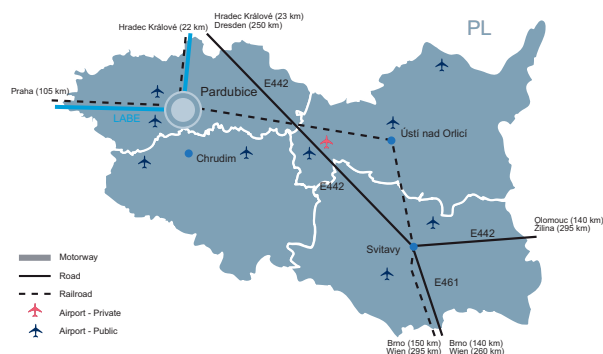 Hradec Králové (22 km)
Hradec Králové (23 km)
Dresden (250 km)
PL
E442
Praha (105 km)
Pardubice
LABE
Ústí nad Orlicí
Chrudim
E442
Olomouc (140 km)
Žilina (295 km)
E442
Svitavy
E461
Motorway
Road
Railroad
Airport - Private
Airport - Public
Brno (150 km)
Wien (295 km)
Brno (140 km)
Wien (260 km)